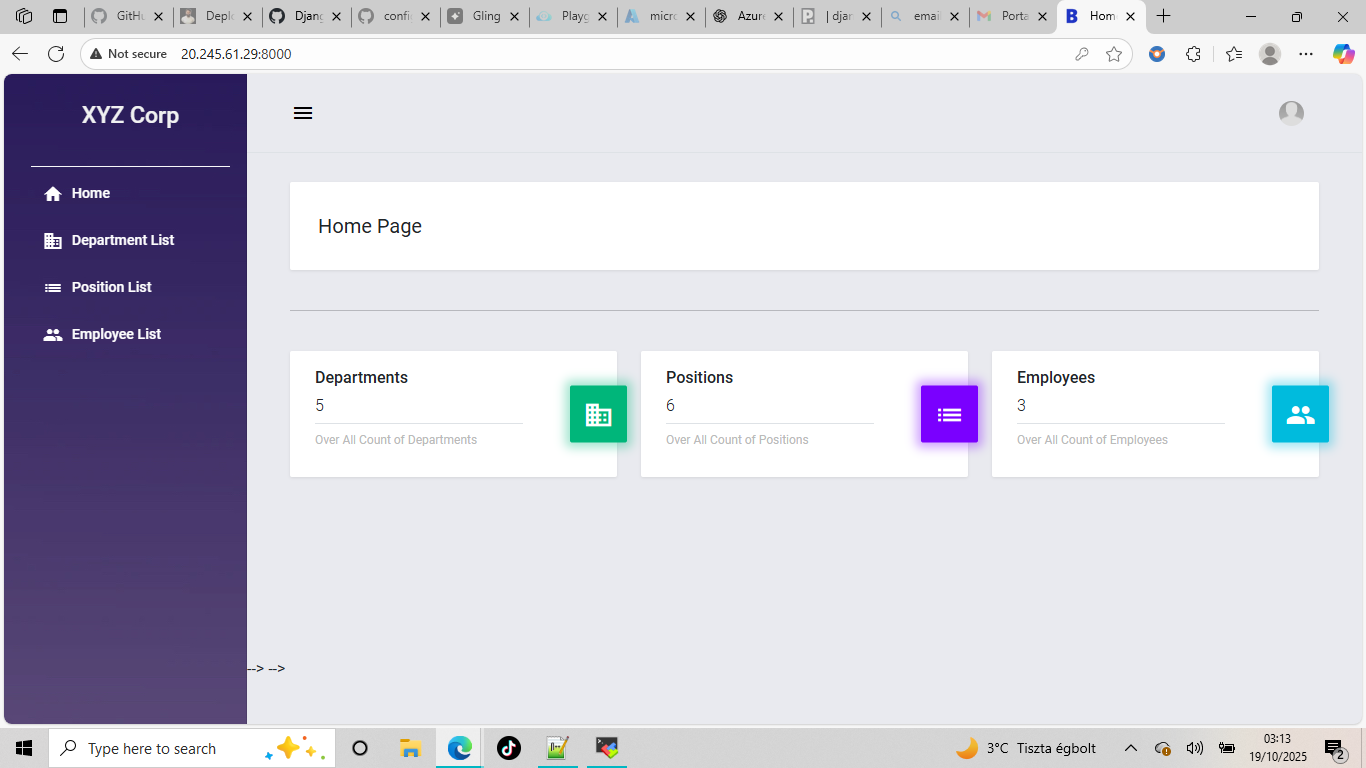 GitHu
Deplo
Djang
confi
Gling
Playg
micro
Azure
| djan
email
Porta
Hom
Not secure 20.245.61.29:8000
XYZ Corp
Home
Department List
Position List
Employee List
Home Page
Departments
5
Over All Count of Departments
Positions
6
Over All Count of Positions
Employees
3
Over All Count of Employees
--> -->
Type here to search
3°C Tiszta égbolt
03:13
19/10/2025
2